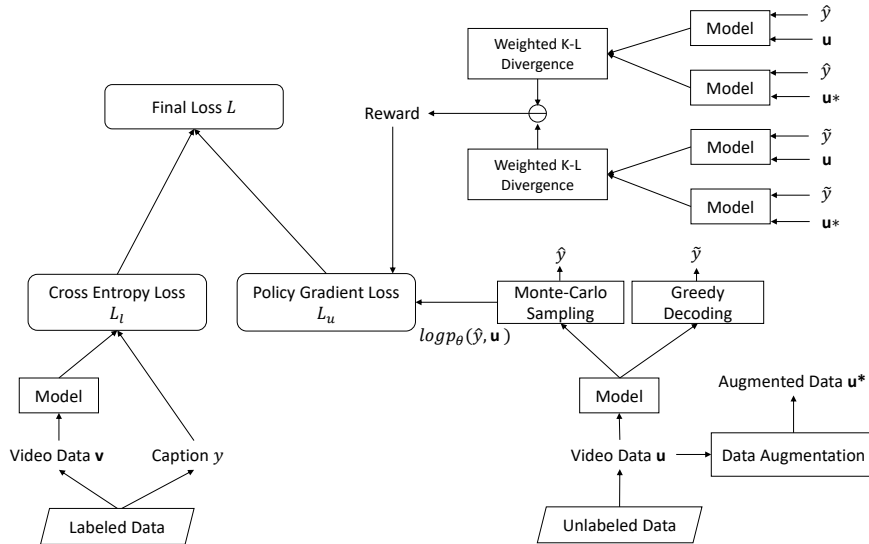 Final Loss L
Reward
Weighted K-L
Divergence
Weighted K-L
Divergence
Model
ŷ
u
Model
ŷ
u*
Model
ỹ
u
Model
ỹ
u*
Cross Entropy Loss
L_l
Policy Gradient Loss
L_u
logp_θ(ŷ, u)
ŷ
Monte-Carlo
Sampling
ỹ
Greedy
Decoding
Model
Model
Augmented Data u*
Video Data v
Caption y
Video Data u
Data Augmentation
Labeled Data
Unlabeled Data